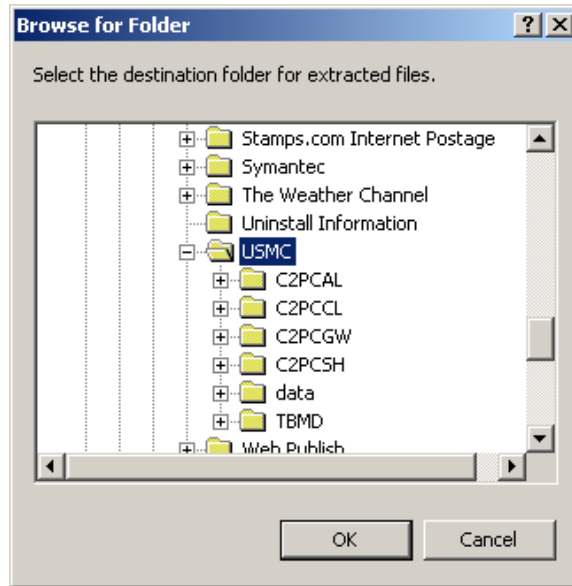 Browse for Folder
Select the destination folder for extracted files.
Stamps.com Internet Postage
Symantec
The Weather Channel
Uninstall Information
USMC
C2PCAL
C2PCCL
C2PCGW
C2PCSH
data
TBMD
Web Publish
OK Cancel